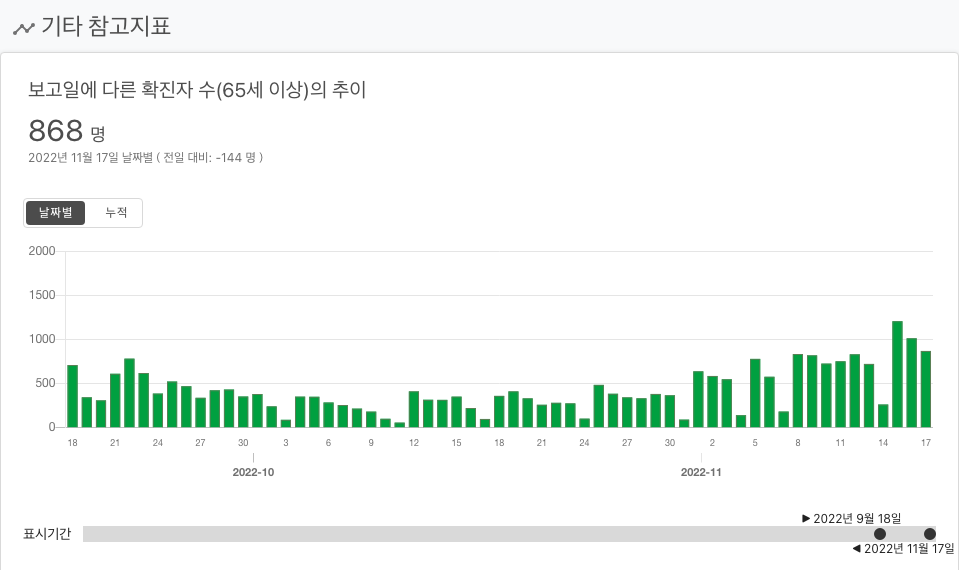 기타 참고지표
보고일에 다른 확진자 수(65세 이상)의 추이
868 명
2022년 11월 17일 날짜별 ( 전일 대비: -144 명 )
날짜별 누적
2000
1500
1000
500
0
18 21 24 27 30 3 6 9 12 15 18 21 24 27 30 2 5 8 11 14 17
2022-10 2022-11
▶ 2022년 9월 18일
표시기간
◀ 2022년 11월 17일